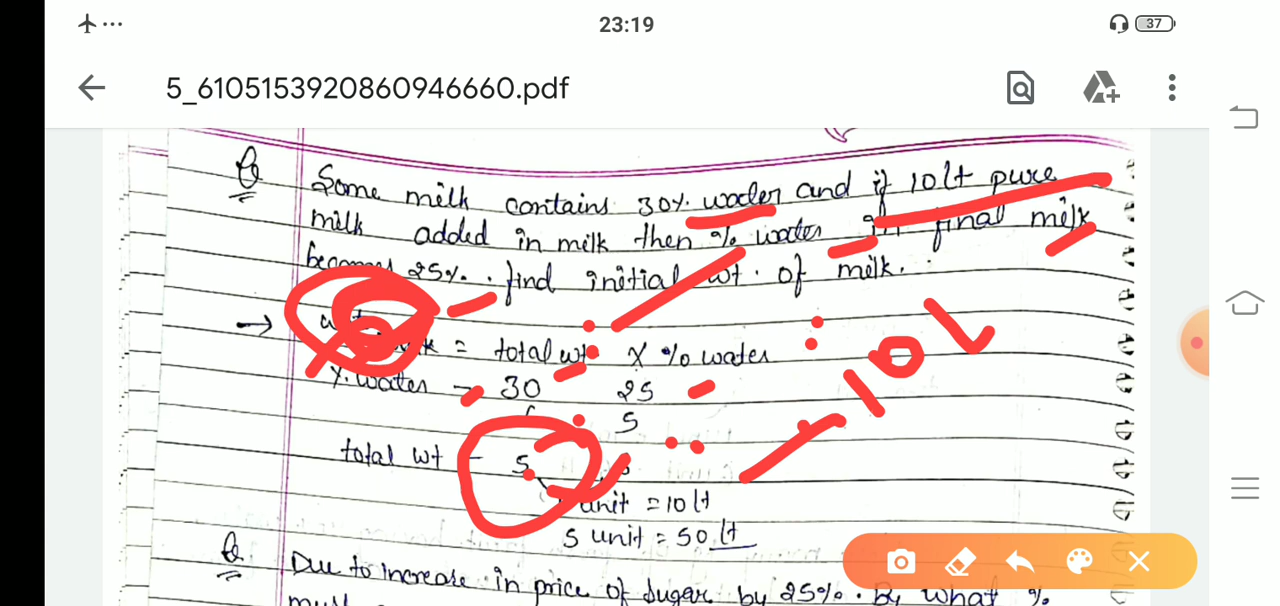 23:19
37
5_6105153920860946660.pdf
Q Some milk contains 30% water and if 10lt pure
milk added in milk then % water in final milk
becomes 25%. find initial wt. of milk.
→ = total wt × % water
%. water → 30 25
5
total wt – 5
unit = 10 lt
5 unit = 50 lt
10 L
Q. Due to increase in price of sugar by 25%. By what %
must